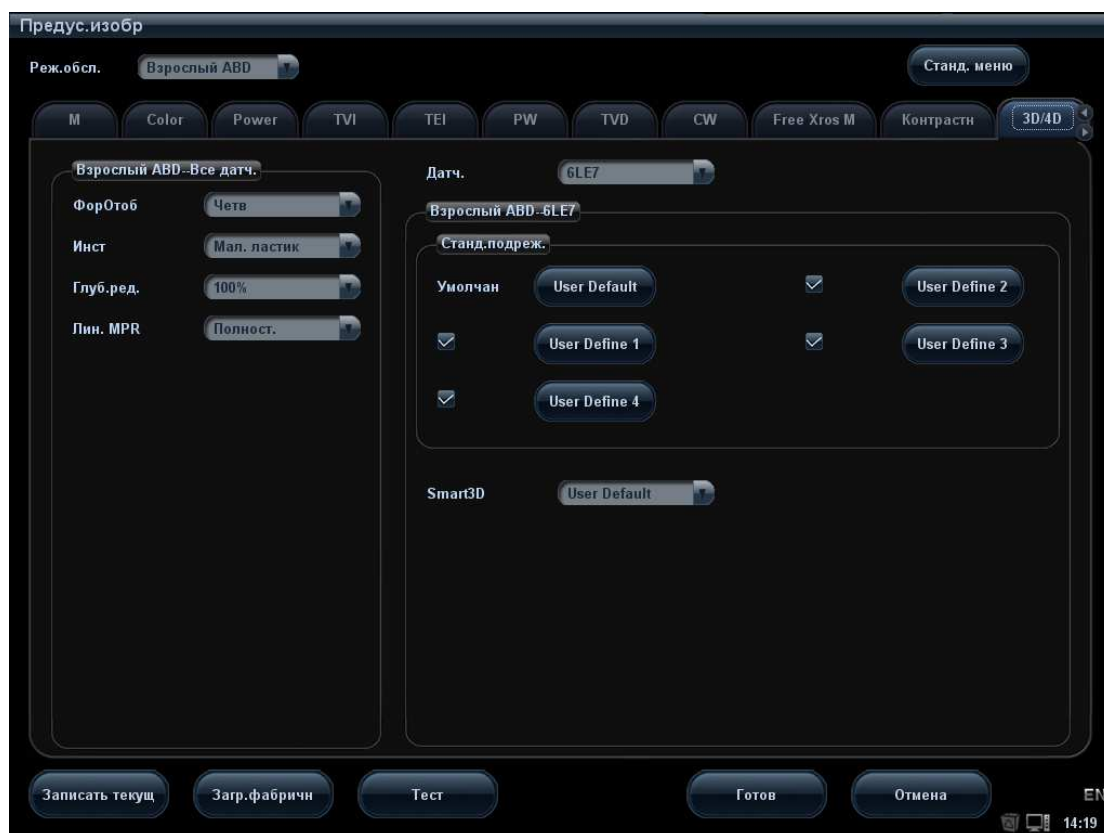 Предус.изобр
Реж.обсл. Взрослый ABD Станд. меню
M Color Power TVI TEI PW TVD CW Free Xros M Контрастн 3D/4D
Взрослый ABD--Все датч.
ФорОтоб Четв
Инст Мал. ластик
Глуб.ред. 100%
Лин. MPR Полност.
Датч. 6LE7
Взрослый ABD--6LE7
Станд.подреж.
Умолчан User Default User Define 2
User Define 1 User Define 3
User Define 4
Smart3D User Default
Записать текущ Загр.фабричн Тест Готов Отмена EN
14:19